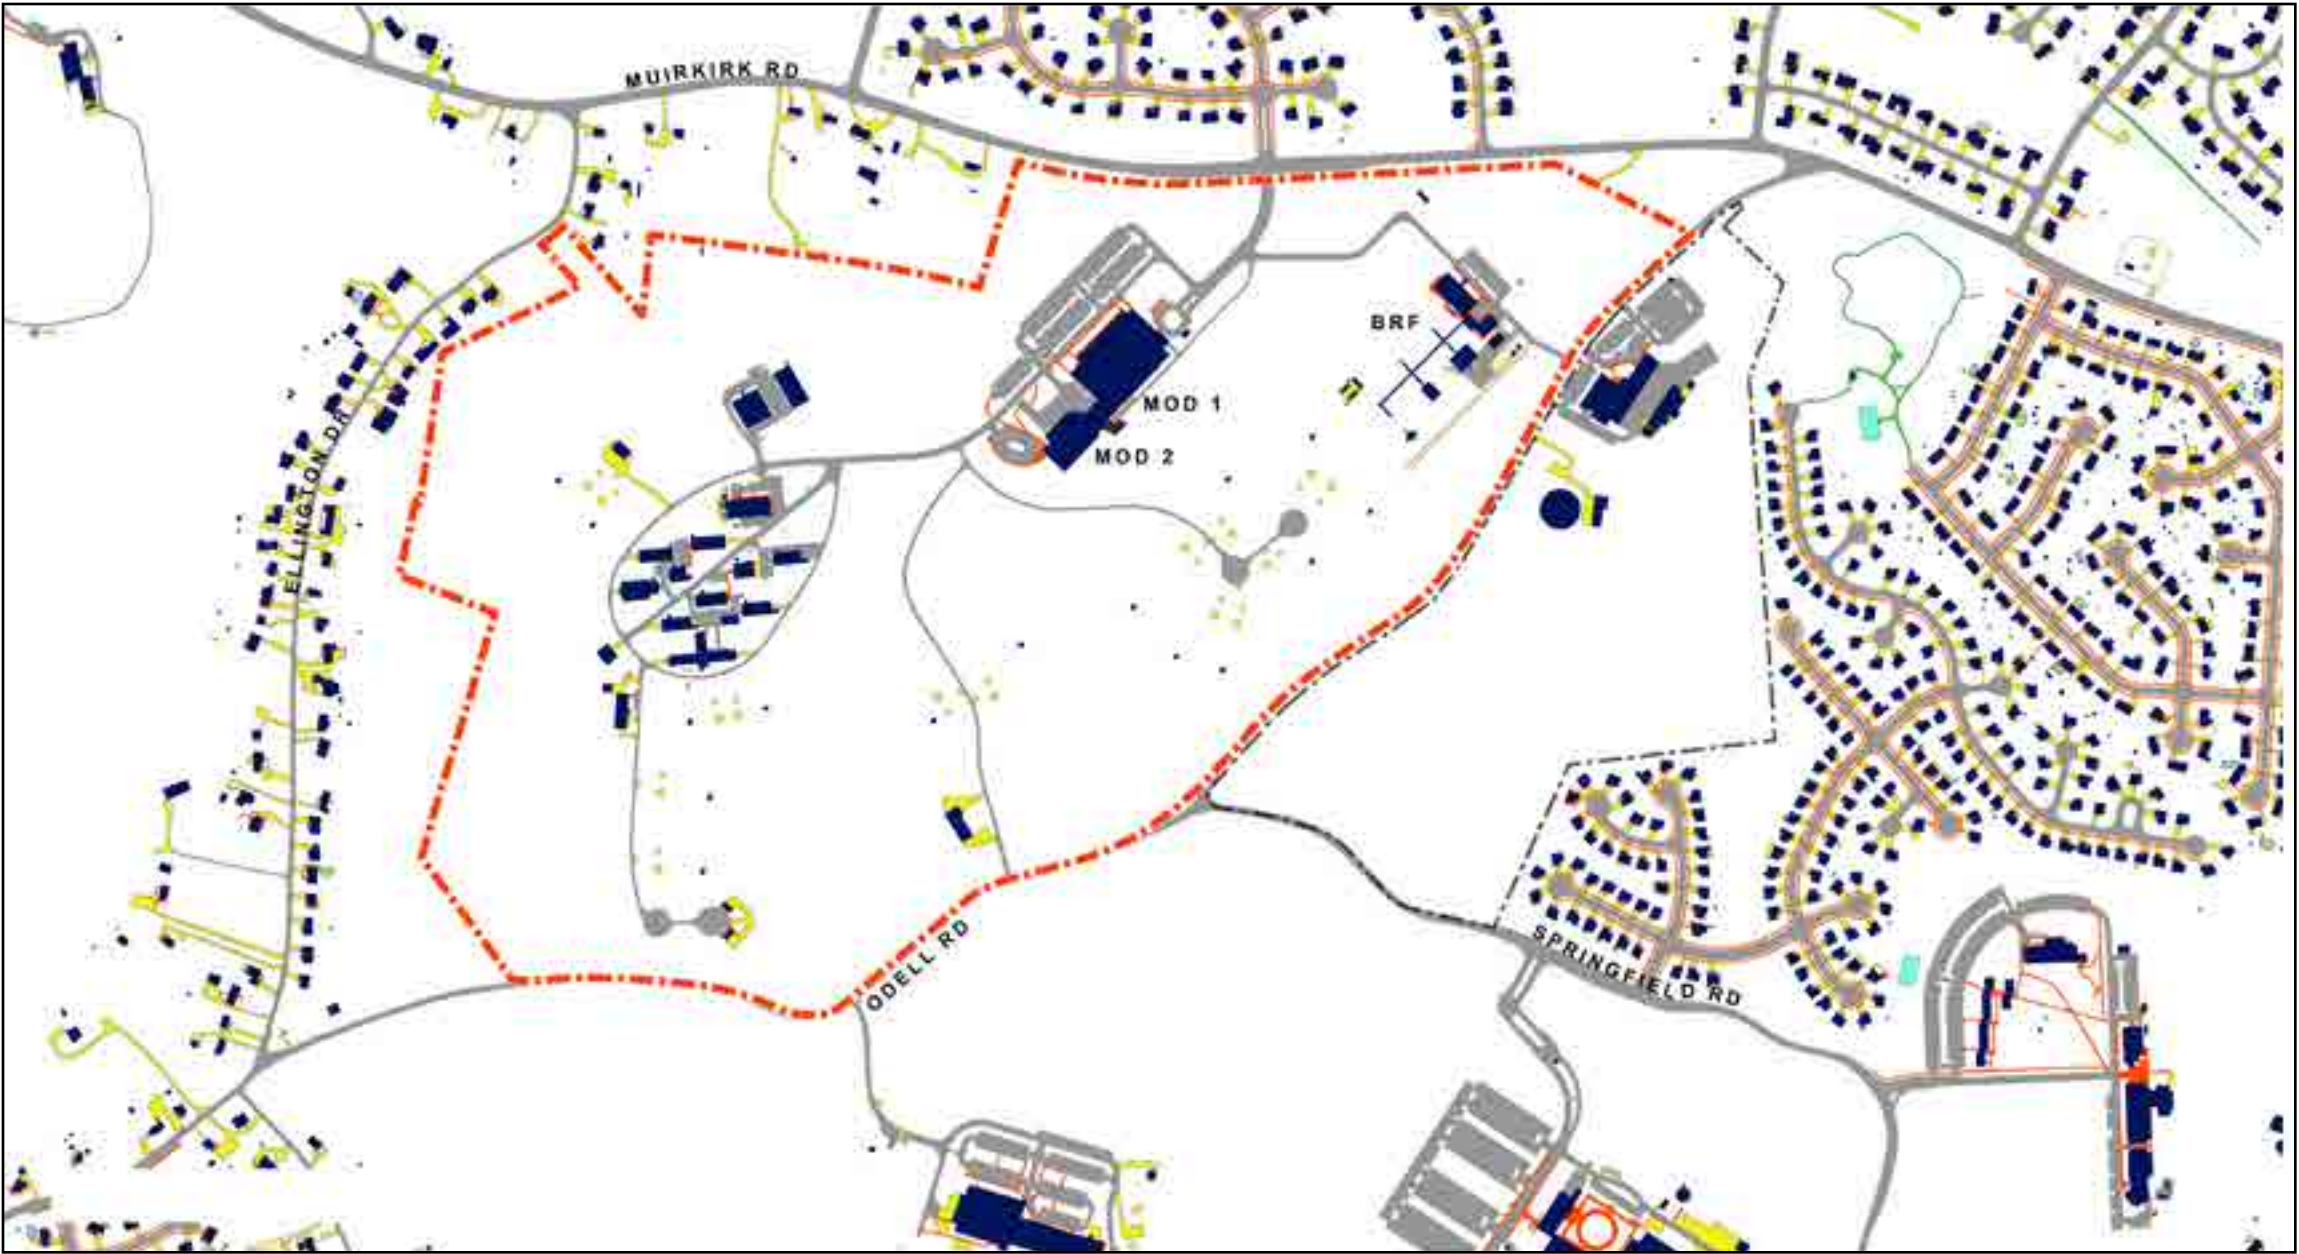 MUIRKIRK RD
BRF
MOD 1
MOD 2
ELLINGTON DR
ODELL RD
SPRINGFIELD RD